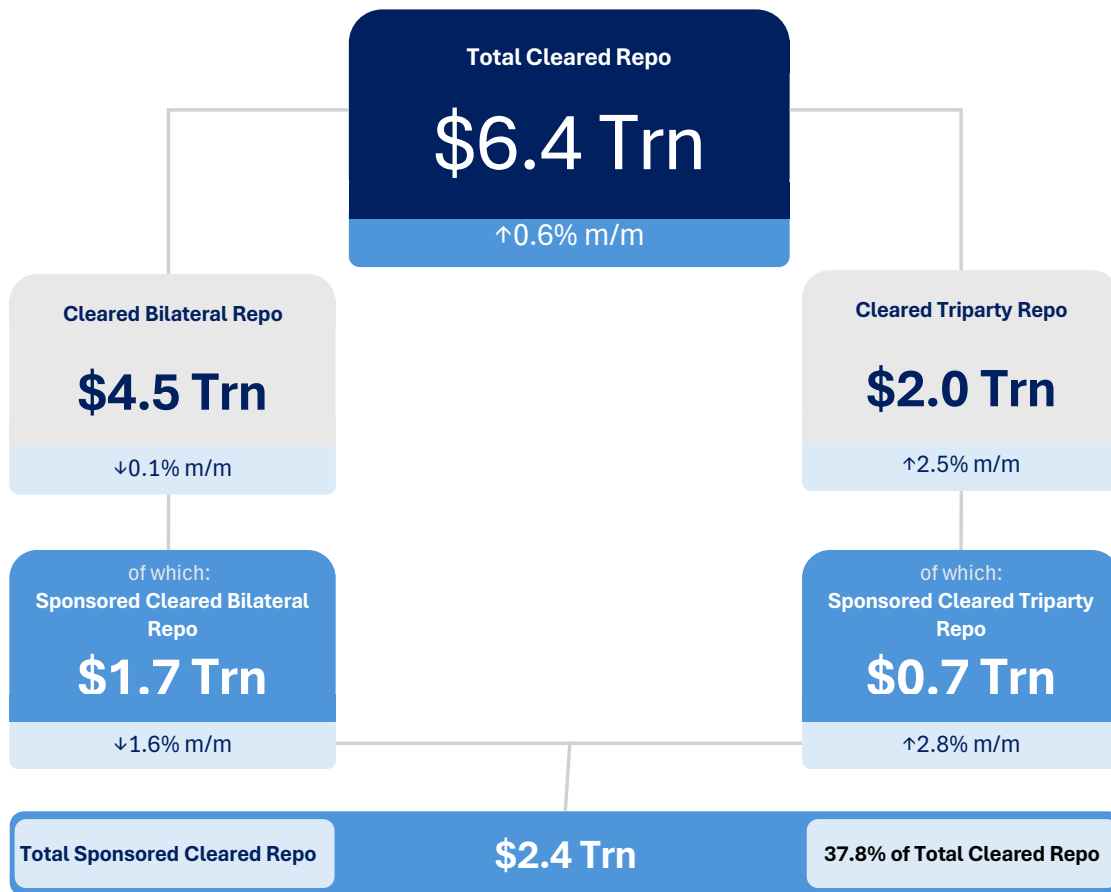 Total Cleared Repo
$6.4 Trn
↑0.6% m/m
Cleared Bilateral Repo
$4.5 Trn
↓0.1% m/m
Cleared Triparty Repo
$2.0 Trn
↑2.5% m/m
of which:
Sponsored Cleared Bilateral
Repo
$1.7 Trn
↓1.6% m/m
of which:
Sponsored Cleared Triparty
Repo
$0.7 Trn
↑2.8% m/m
Total Sponsored Cleared Repo
$2.4 Trn
37.8% of Total Cleared Repo